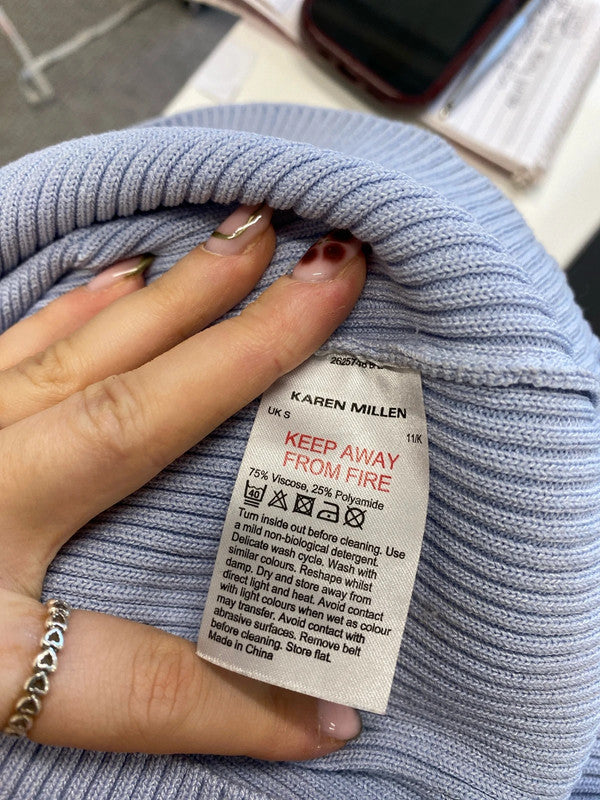 KAREN MILLEN
UK S
11/K
KEEP AWAY
FROM FIRE
75% Viscose, 25% Polyamide
40
Turn inside out before cleaning. Use
a mild non-biological detergent.
Delicate wash cycle. Wash with
similar colours. Reshape whilst
damp. Dry and store away from
direct light and heat. Avoid contact
with light colours when wet as colour
may transfer. Avoid contact with
abrasive surfaces. Remove belt
before cleaning. Store flat.
Made in China